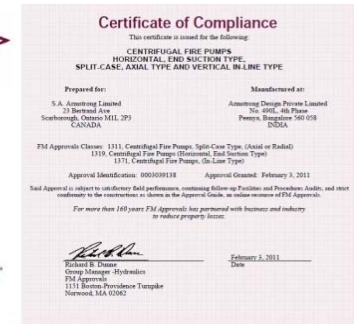 Certificate of Compliance
This certificate is issued for the following:
CENTRIFUGAL FIRE PUMPS
HORIZONTAL, END SUCTION TYPE,
SPLIT-CASE, AXIAL TYPE AND VERTICAL IN-LINE TYPE
Prepared for:
S.A. Armstrong Limited
23 Bertrand Ave
Scarborough, Ontario M1L 2P3
CANADA
Manufactured at:
Armstrong Design Private Limited
No. 490L, 4th Phase
Peenya, Bangalore 560 058
INDIA
FM Approvals Classes: 1311, Centrifugal Fire Pumps, Split-Case Type, (Axial or Radial)
1319, Centrifugal Fire Pumps (Horizontal, End Suction Type)
1371, Centrifugal Fire Pumps, (In-Line Type)
Approval Identification: 0003039138 Approval Granted: February 3, 2011
Said Approval is subject to satisfactory field performance, continuing follow-up Facilities and Procedures Audits, and strict
conformity to the constructions as shown in the Approval Guide, an online resource of FM Approvals.
For more than 160 years FM Approvals has partnered with business and industry
to reduce property losses.
Richard B. Dunne
Group Manager -Hydraulics
FM Approvals
1151 Boston-Providence Turnpike
Norwood, MA 02062
February 3, 2011
Date